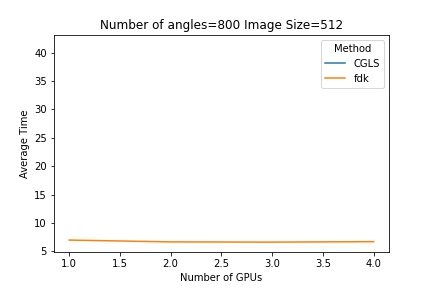 Number of angles=800 Image Size=512
Method
CGLS
fdk
40
35
30
25
20
15
10
5
Average Time
1.0 1.5 2.0 2.5 3.0 3.5 4.0
Number of GPUs